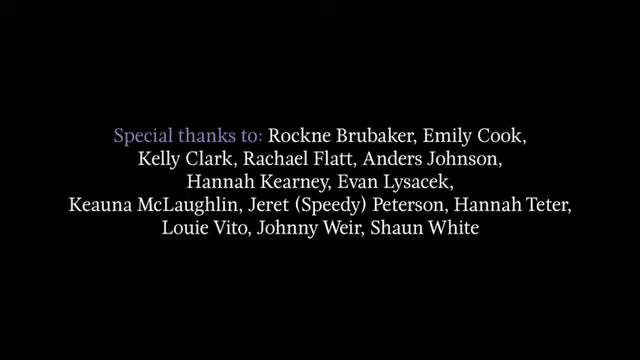 Special thanks to: Rockne Brubaker, Emily Cook,
Kelly Clark, Rachael Flatt, Anders Johnson,
Hannah Kearney, Evan Lysacek,
Keauna McLaughlin, Jeret (Speedy) Peterson, Hannah Teter,
Louie Vito, Johnny Weir, Shaun White